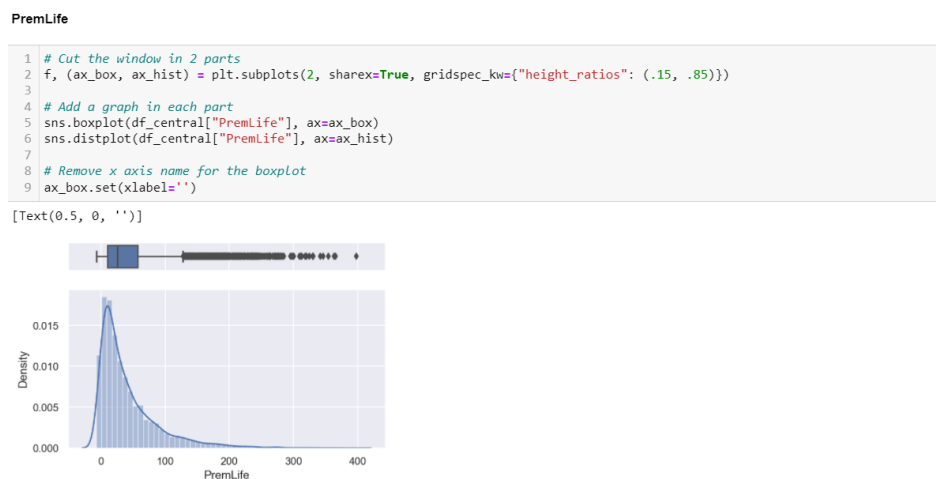 PremLife
1 # Cut the window in 2 parts
2 f, (ax_box, ax_hist) = plt.subplots(2, sharex=True, gridspec_kw={"height_ratios": (.15, .85)})
3
4 # Add a graph in each part
5 sns.boxplot(df_central["PremLife"], ax=ax_box)
6 sns.distplot(df_central["PremLife"], ax=ax_hist)
7
8 # Remove x axis name for the boxplot
9 ax_box.set(xlabel='')
[Text(0.5, 0, '')]
0.015
0.010
0.005
0.000
Density
0 100 200 300 400
PremLife